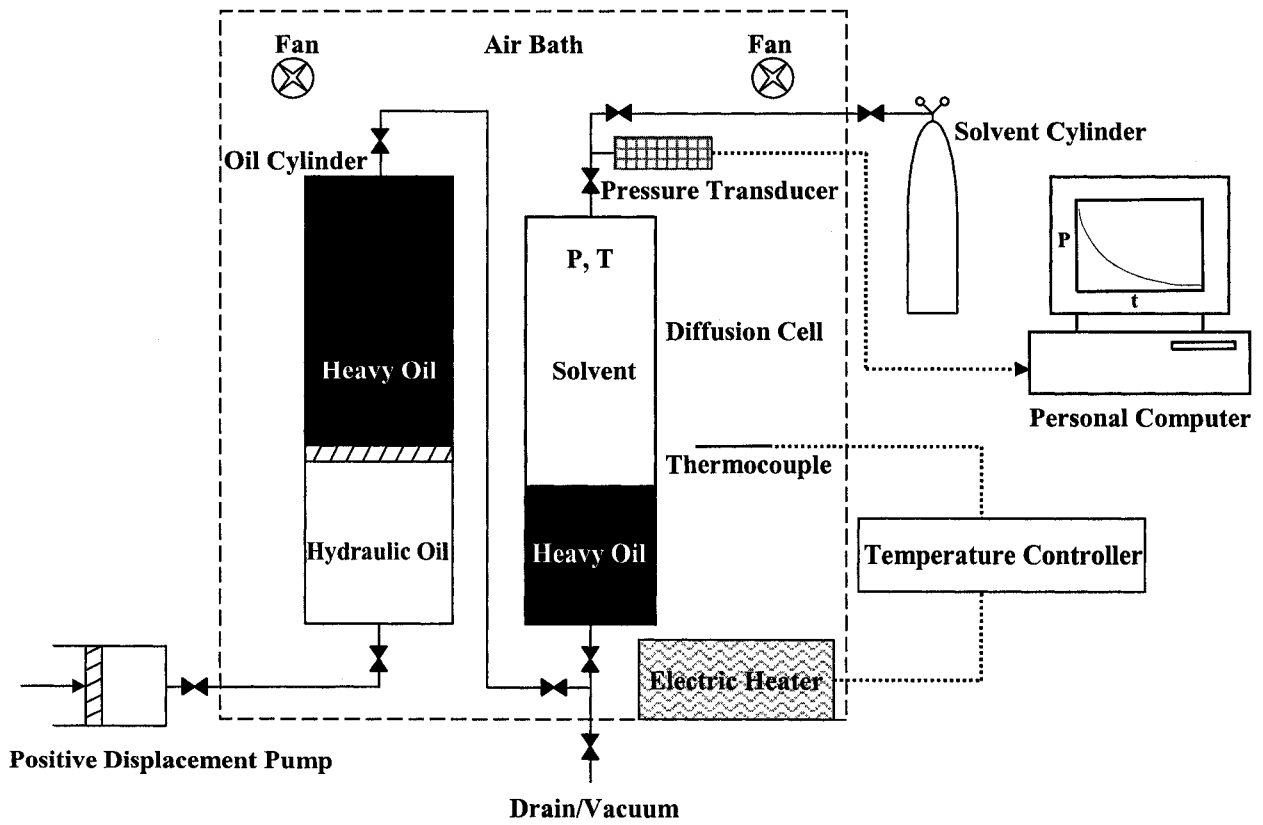 Fan
Air Bath
Fan
Solvent Cylinder
Oil Cylinder
Pressure Transducer
P, T
P
t
Diffusion Cell
Heavy Oil
Solvent
Personal Computer
Thermocouple
Hydraulic Oil
Heavy Oil
Temperature Controller
Electric Heater
Positive Displacement Pump
Drain/Vacuum